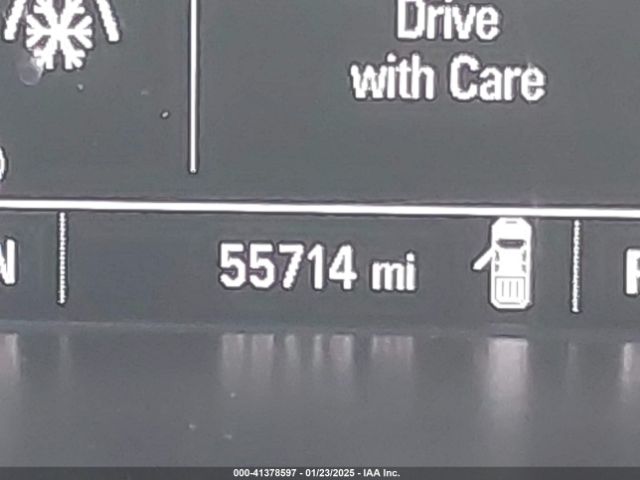 Drive
with Care
N
55714 mi
000-41378597 - 01/23/2025 - IAA Inc.